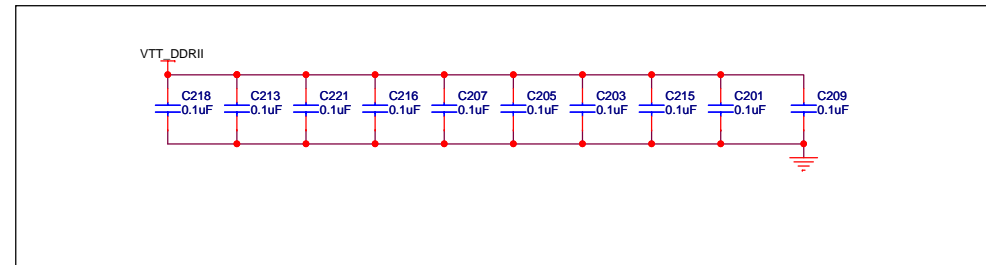 VTT_DDRII
C218
0.1uF
C213
0.1uF
C221
0.1uF
C216
0.1uF
C207
0.1uF
C205
0.1uF
C203
0.1uF
C215
0.1uF
C201
0.1uF
C209
0.1uF